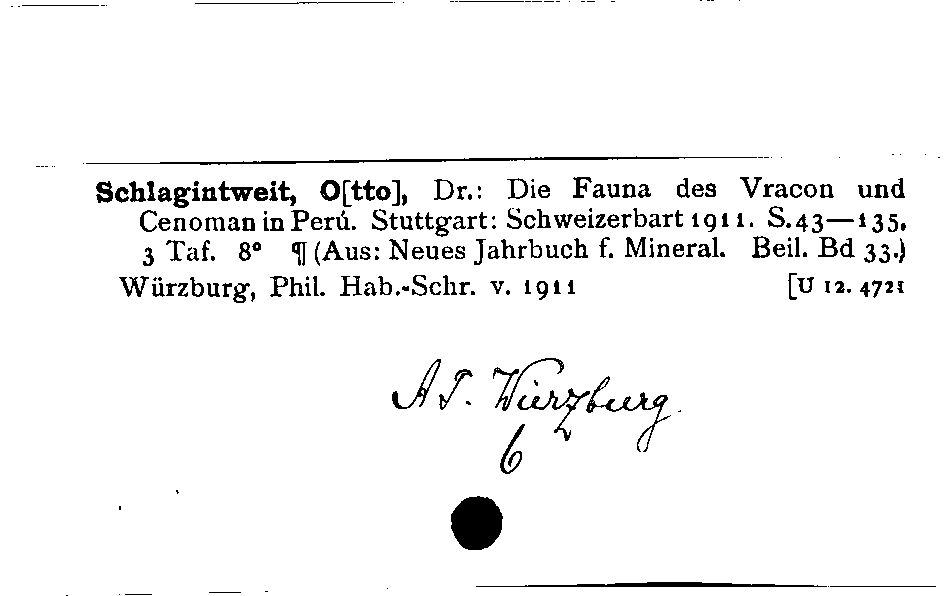 Schlagintweit, O[tto], Dr.: Die Fauna des Vracon und
Cenoman in Perú. Stuttgart: Schweizerbart 1911. S.43—135,
3 Taf. 8° ¶ (Aus: Neues Jahrbuch f. Mineral. Beil. Bd 33.)
Würzburg, Phil. Hab.-Schr. v. 1911 [U 12. 4721
AT. Würzburg.
6